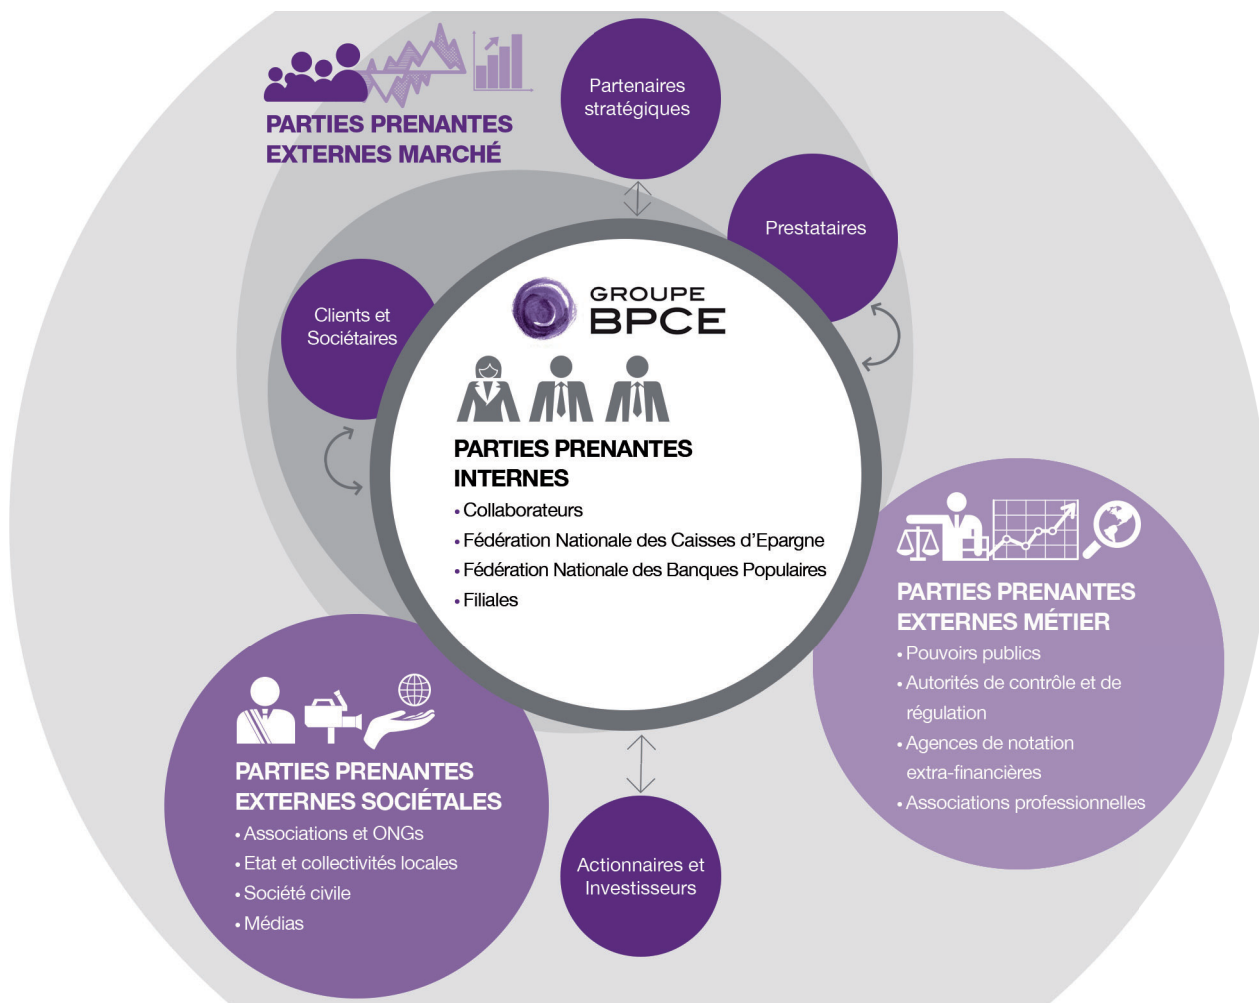 PARTIES PRENANTES
EXTERNES MARCHÉ
Partenaires
stratégiques
Prestataires
Clients et
Sociétaires
GROUPE
BPCE
PARTIES PRENANTES
INTERNES
• Collaborateurs
• Fédération Nationale des Caisses d'Epargne
• Fédération Nationale des Banques Populaires
• Filiales
PARTIES PRENANTES
EXTERNES MÉTIER
• Pouvoirs publics
• Autorités de contrôle et de
régulation
• Agences de notation
extra-financières
• Associations professionnelles
PARTIES PRENANTES
EXTERNES SOCIÉTALES
• Associations et ONGs
• Etat et collectivités locales
• Société civile
• Médias
Actionnaires et
Investisseurs